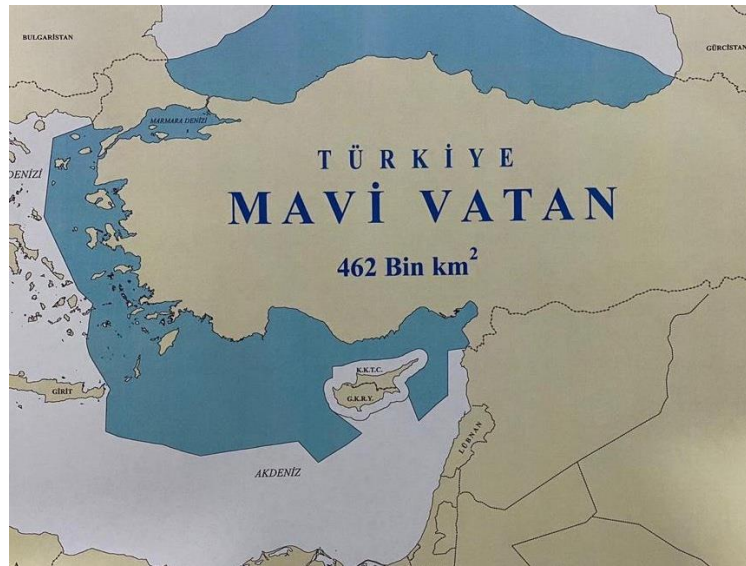 BULGARİSTAN
GÜRCİSTAN
MARMARA DENİZİ
DENİZİ
TÜRKİYE
MAVİ VATAN
462 Bin km²
K.K.T.C.
G.K.R.Y.
GİRİT
LÜBNAN
AKDENİZ